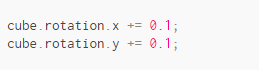 cube.rotation.x += 0.1;
cube.rotation.y += 0.1;